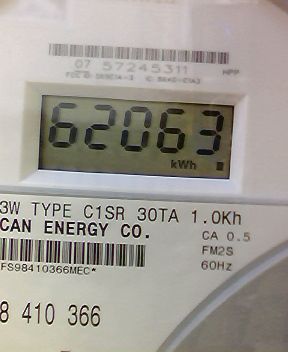 07 57245311 HPP
62063
kWh
3W TYPE C1SR 30TA 1.0Kh
CAN ENERGY CO.
CA 0.5
FM2S
FS98410366MEC*
60Hz
8 410 366